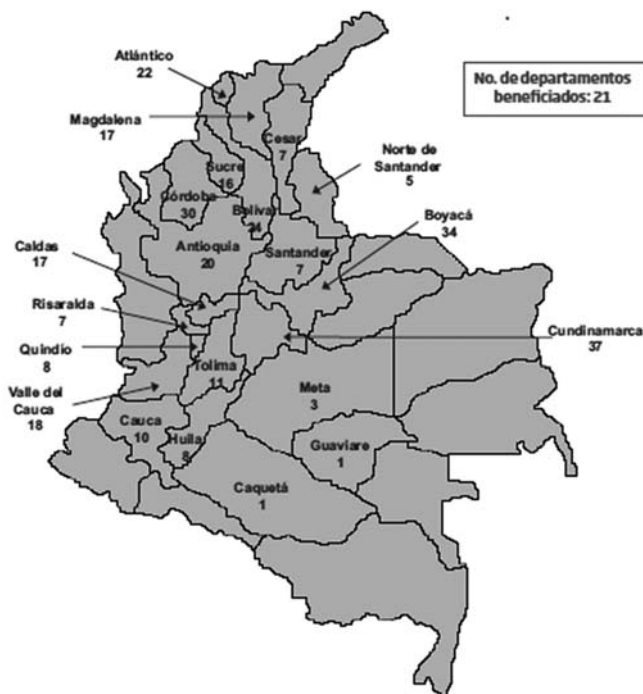 Atlántico
22
No. de departamentos
beneficiados: 21
Magdalena
17
Cesar
7
Norte de
Santander
5
Sucre
16
Córdoba
30
Bolivar
24
Boyacá
34
Caldas
17
Antioquia
20
Santander
7
Risaralda
7
Cundinamarca
37
Quindío
8
Tolima
11
Valle del
Cauca
18
Meta
3
Cauca
10
Huila
8
Guaviare
1
Caquetá
1